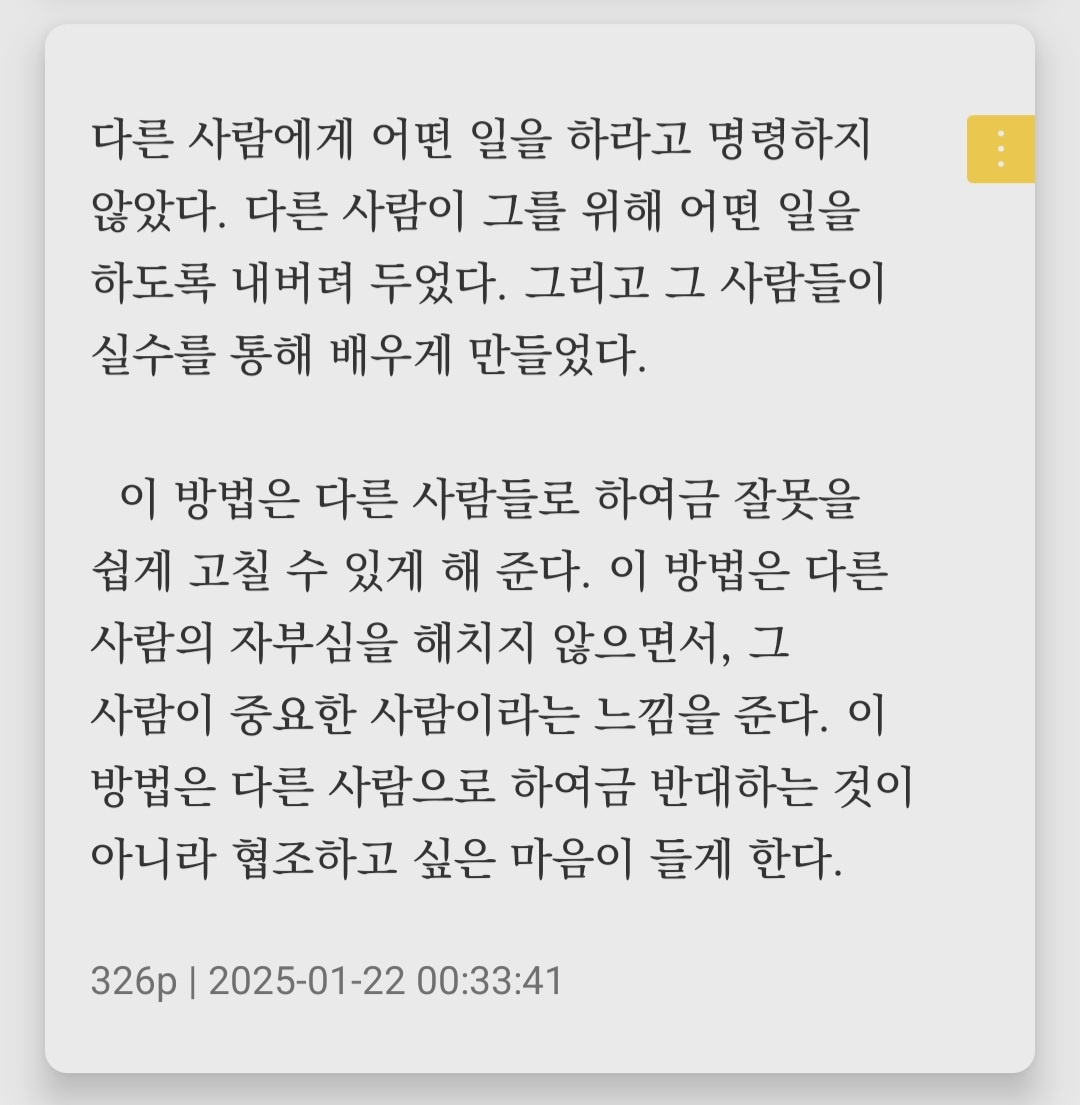 다른 사람에게 어떤 일을 하라고 명령하지
않았다. 다른 사람이 그를 위해 어떤 일을
하도록 내버려 두었다. 그리고 그 사람들이
실수를 통해 배우게 만들었다.
이 방법은 다른 사람들로 하여금 잘못을
쉽게 고칠 수 있게 해 준다. 이 방법은 다른
사람의 자부심을 해치지 않으면서, 그
사람이 중요한 사람이라는 느낌을 준다. 이
방법은 다른 사람으로 하여금 반대하는 것이
아니라 협조하고 싶은 마음이 들게 한다.
326p | 2025-01-22 00:33:41